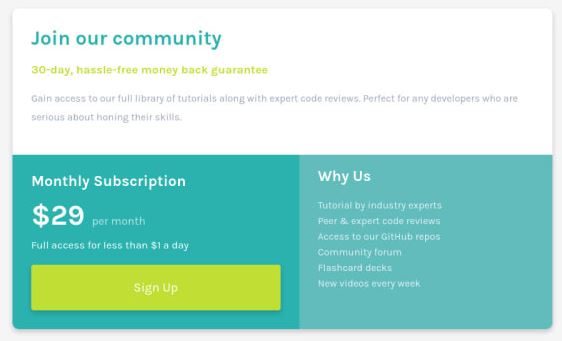 Join our community
30-day, hassle-free money back guarantee
Gain access to our full library of tutorials along with expert code reviews. Perfect for any developers who are
serious about honing their skills.
Monthly Subscription
$29 per month
Full access for less than $1 a day
Sign Up
Why Us
Tutorial by industry experts
Peer & expert code reviews
Access to our GitHub repos
Community forum
Flashcard decks
New videos every week